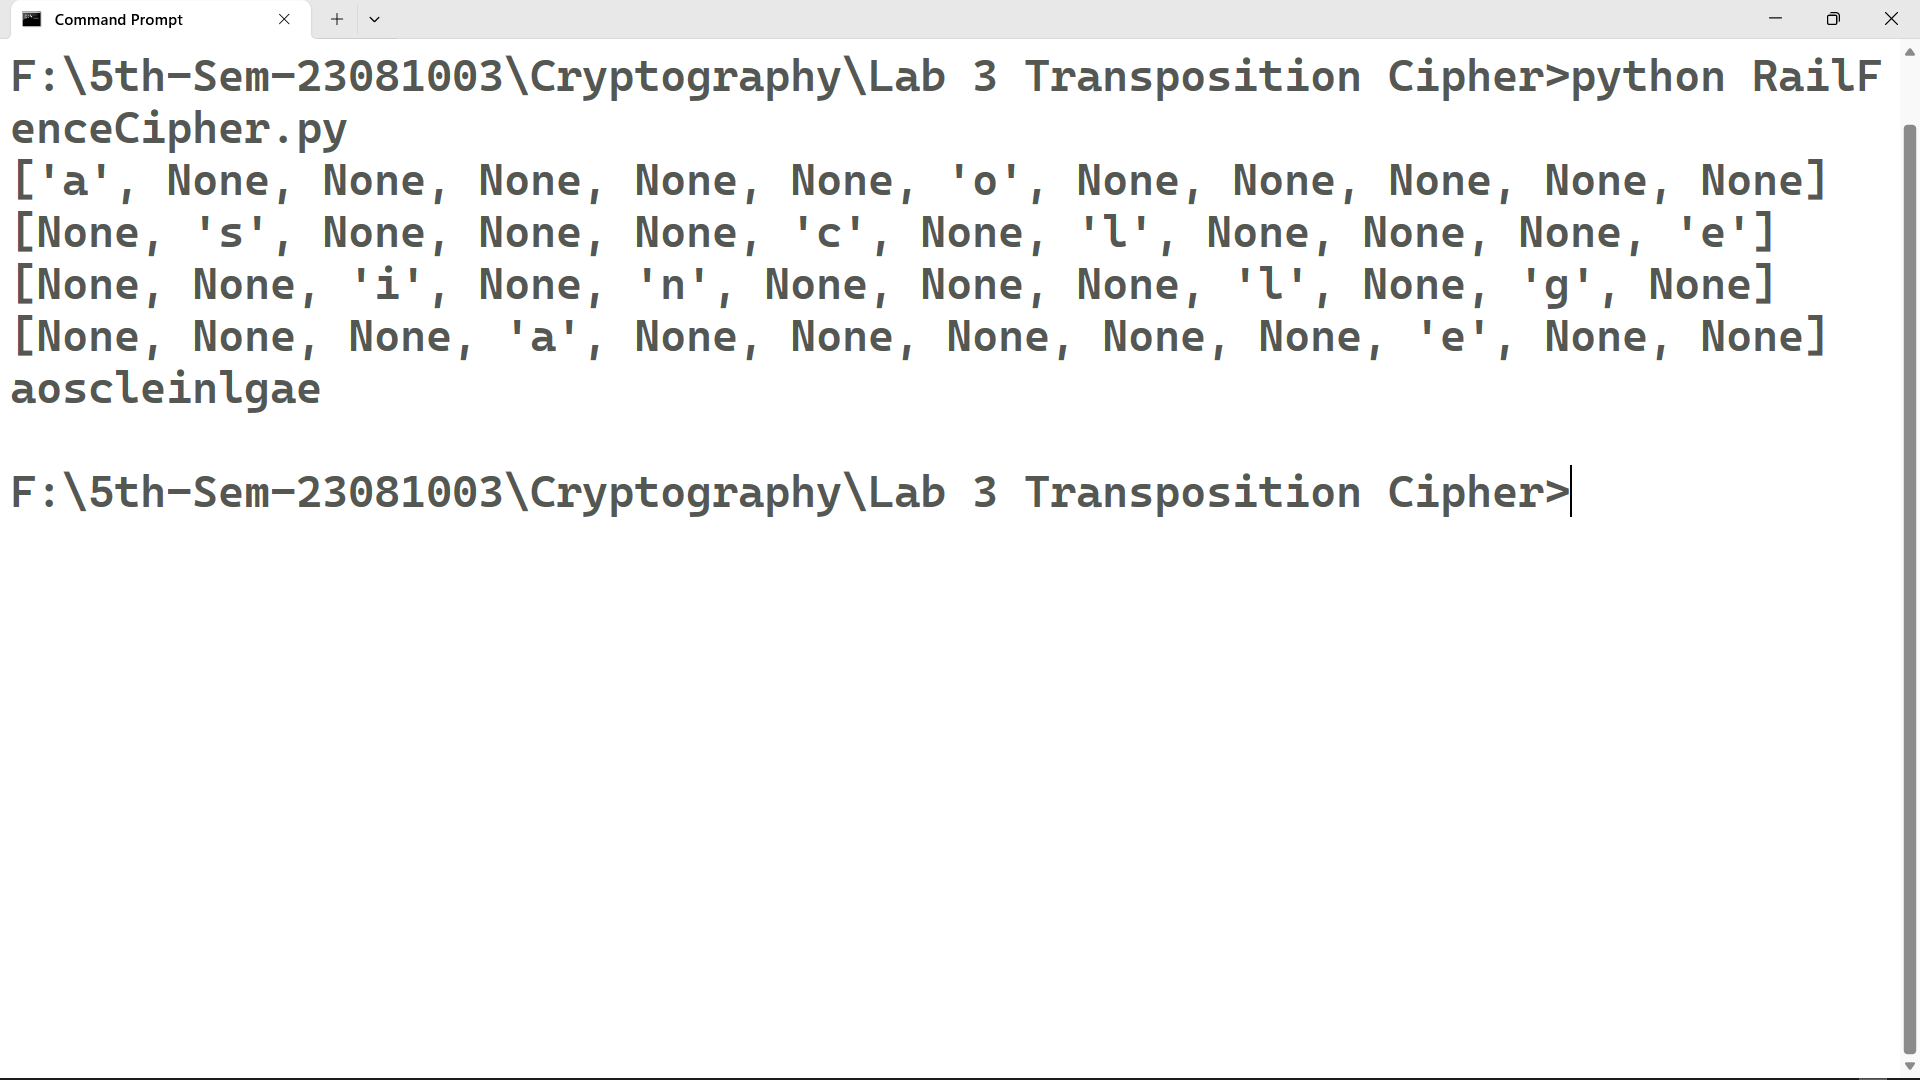 Command Prompt
F:\5th-Sem-23081003\Cryptography\Lab 3 Transposition Cipher>python RailF
enceCipher.py
['a', None, None, None, None, None, 'o', None, None, None, None, None]
[None, 's', None, None, None, 'c', None, 'l', None, None, None, 'e']
[None, None, 'i', None, 'n', None, None, None, 'l', None, 'g', None]
[None, None, None, 'a', None, None, None, None, None, 'e', None, None]
aoscleinlgae
F:\5th-Sem-23081003\Cryptography\Lab 3 Transposition Cipher>